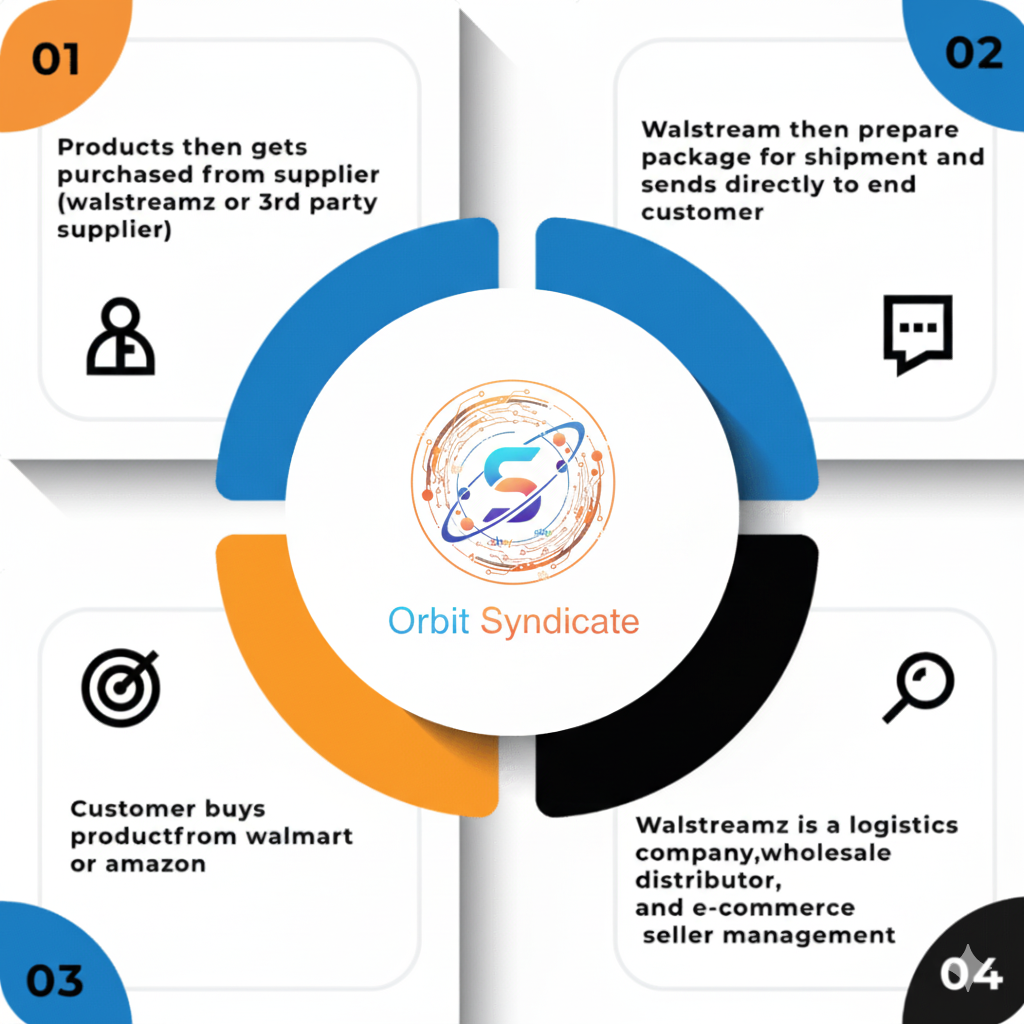 01
Products then gets
purchased from supplier
(walstreamz or 3rd party
supplier)
02
Walstream then prepare
package for shipment and
sends directly to end
customer
Orbit Syndicate
03
Customer buys
productfrom walmart
or amazon
04
Walstreamz is a logistics
company,wholesale
distributor,
and e-commerce
seller management